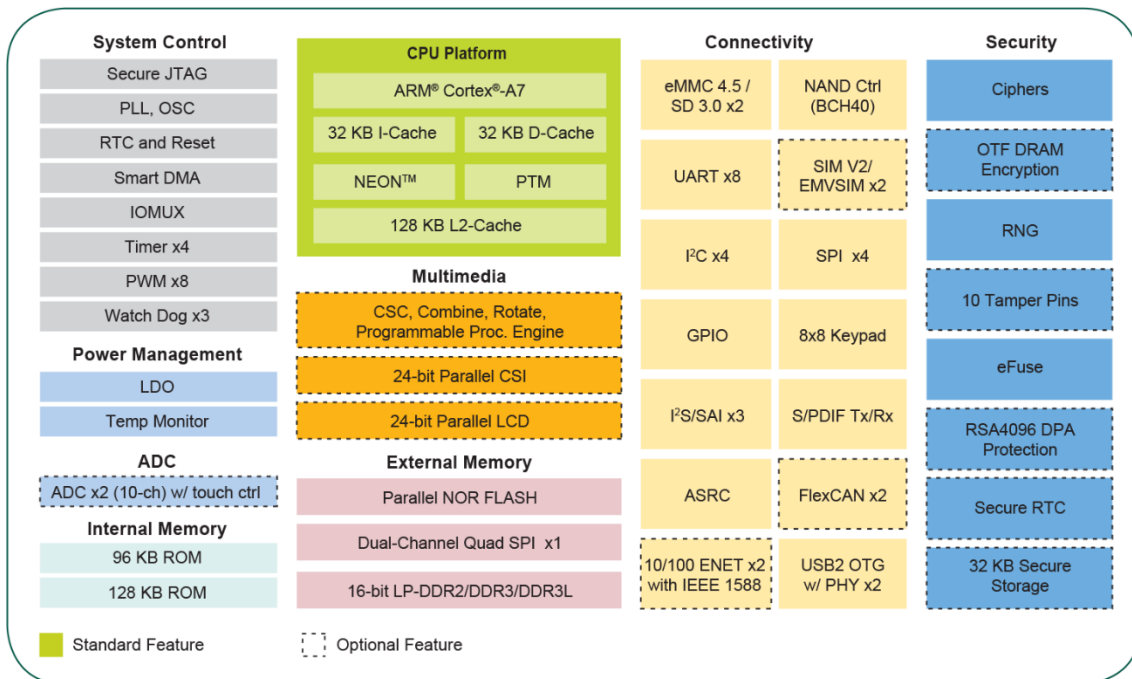 System Control
Secure JTAG
PLL, OSC
RTC and Reset
Smart DMA
IOMUX
Timer x4
PWM x8
Watch Dog x3
Power Management
LDO
Temp Monitor
ADC
ADC x2 (10-ch) w/ touch ctrl
Internal Memory
96 KB ROM
128 KB ROM
CPU Platform
ARM® Cortex®-A7
32 KB I-Cache
32 KB D-Cache
NEON™
PTM
128 KB L2-Cache
Multimedia
CSC, Combine, Rotate,
Programmable Proc. Engine
24-bit Parallel CSI
24-bit Parallel LCD
External Memory
Parallel NOR FLASH
Dual-Channel Quad SPI x1
16-bit LP-DDR2/DDR3/DDR3L
Connectivity
eMMC 4.5 /
SD 3.0 x2
NAND Ctrl
(BCH40)
UART x8
SIM V2/
EMVSIM x2
I²C x4
SPI x4
GPIO
8x8 Keypad
I²S/SAI x3
S/PDIF Tx/Rx
ASRC
FlexCAN x2
10/100 ENET x2
with IEEE 1588
USB2 OTG
w/ PHY x2
Security
Ciphers
OTF DRAM
Encryption
RNG
10 Tamper Pins
eFuse
RSA4096 DPA
Protection
Secure RTC
32 KB Secure
Storage
Standard Feature
Optional Feature